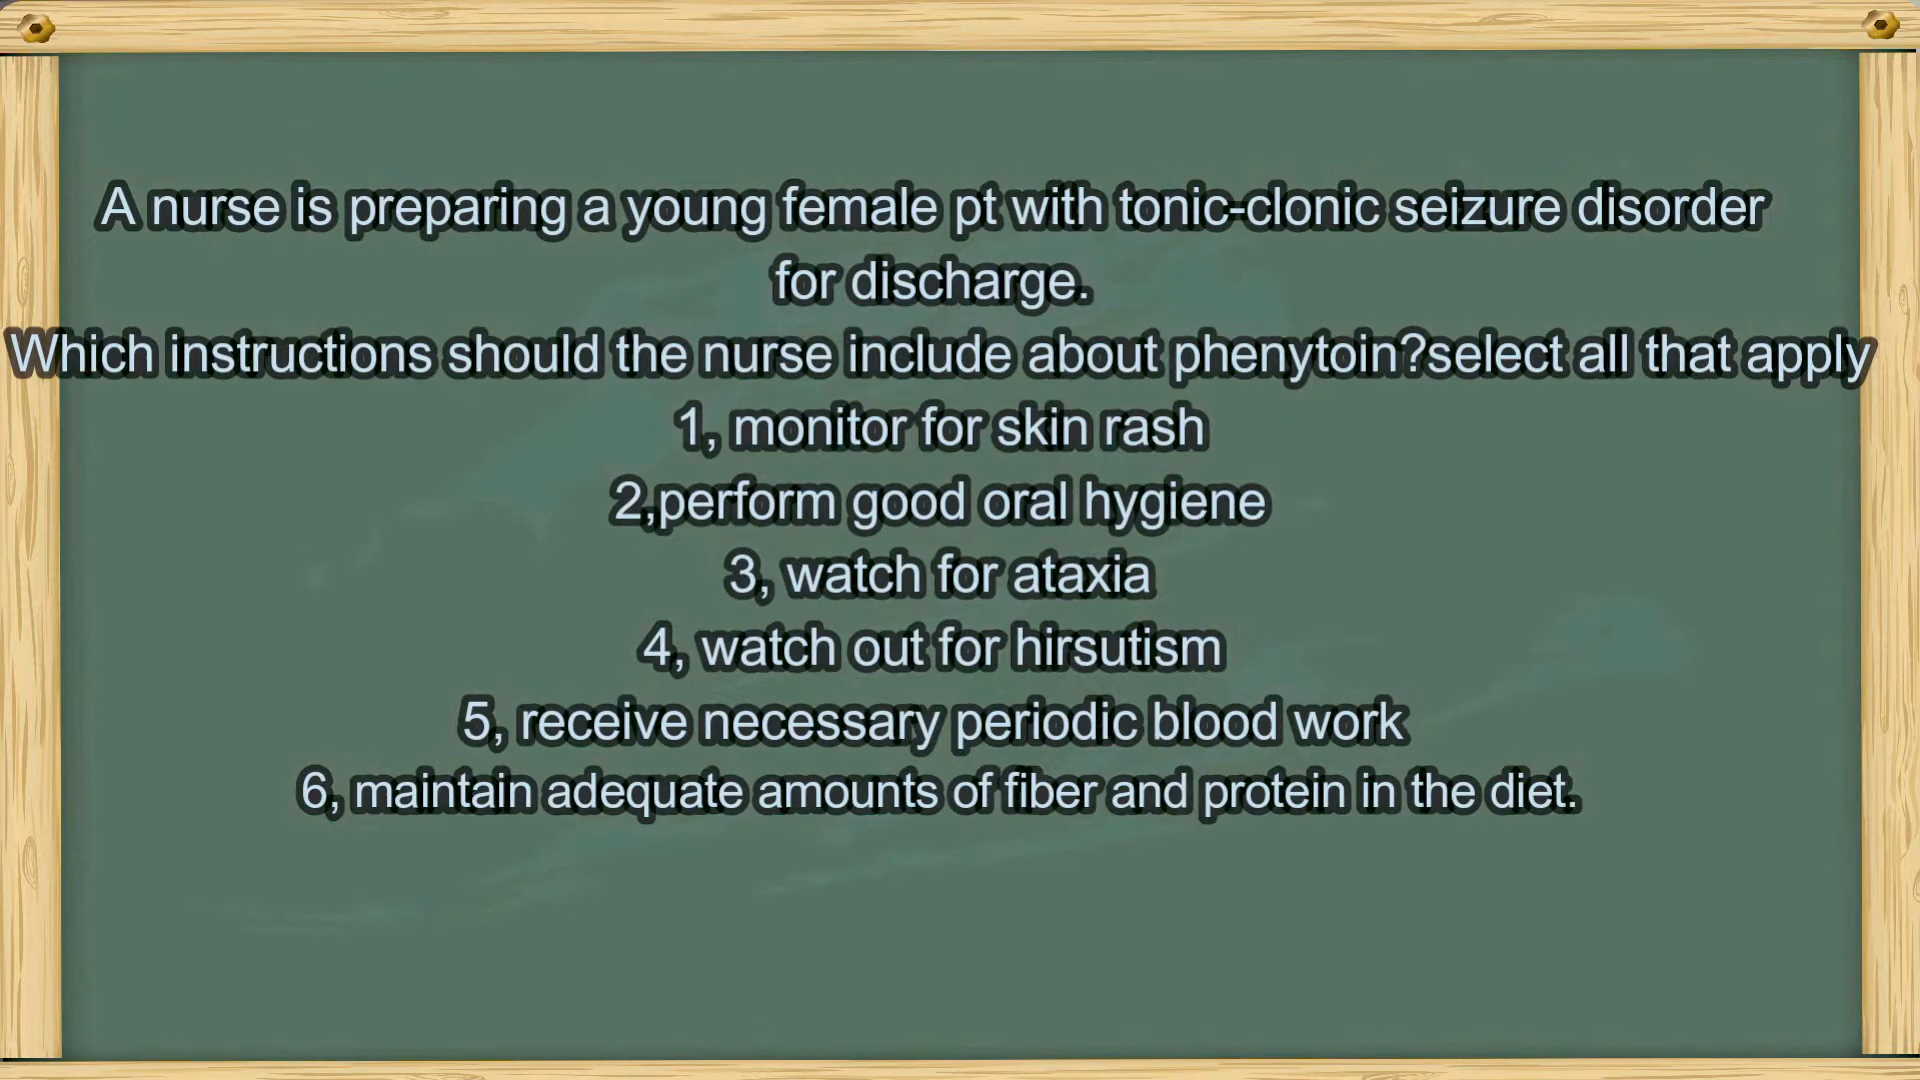 A nurse is preparing a young female pt with tonic-clonic seizure disorder
for discharge.
Which instructions should the nurse include about phenytoin?select all that apply
1, monitor for skin rash
2,perform good oral hygiene
3, watch for ataxia
4, watch out for hirsutism
5, receive necessary periodic blood work
6, maintain adequate amounts of fiber and protein in the diet.